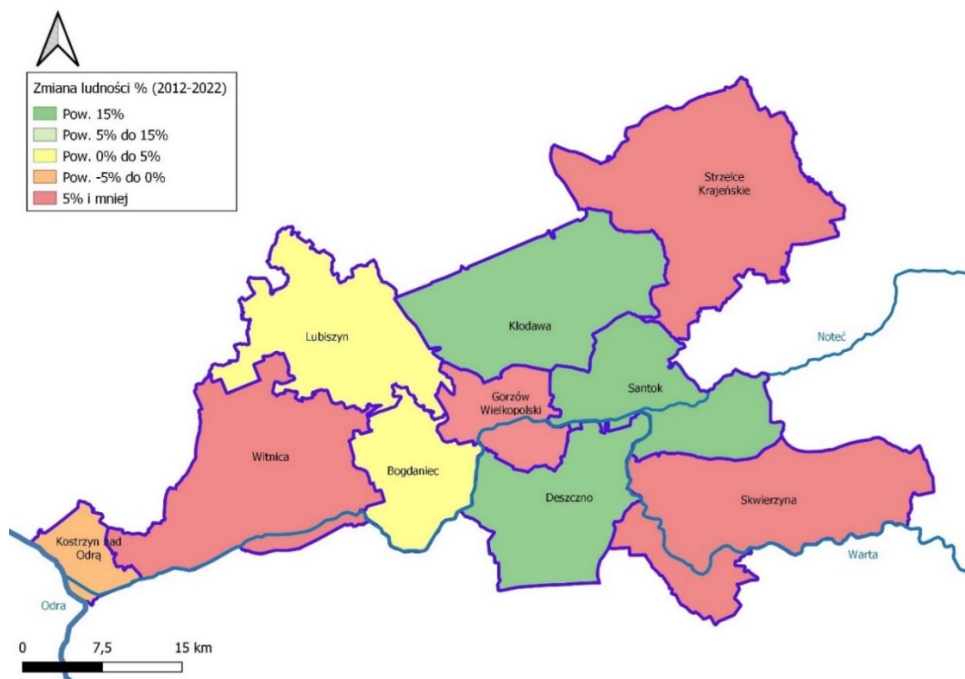 Zmiana ludności % (2012-2022)
Pow. 15%
Pow. 5% do 15%
Pow. 0% do 5%
Pow. -5% do 0%
5% i mniej
Strzelce
Krajeńskie
Kłodawa
Lubiszyn
Noteć
Santok
Gorzów
Wielkopolski
Witnica
Bogdaniec
Deszczno
Skwierzyna
Kostrzyn nad
Odrą
Warta
Odra
0 7,5 15 km